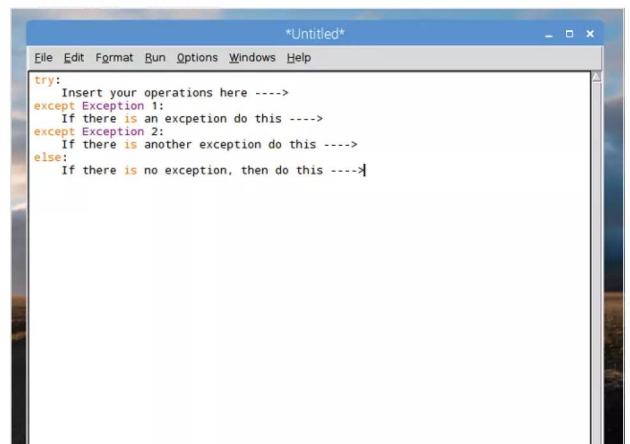 *Untitled*
File Edit Format Run Options Windows Help
try:
    Insert your operations here ---->
except Exception 1:
    If there is an excpetion do this ---->
except Exception 2:
    If there is another exception do this ---->
else:
    If there is no exception, then do this ---->